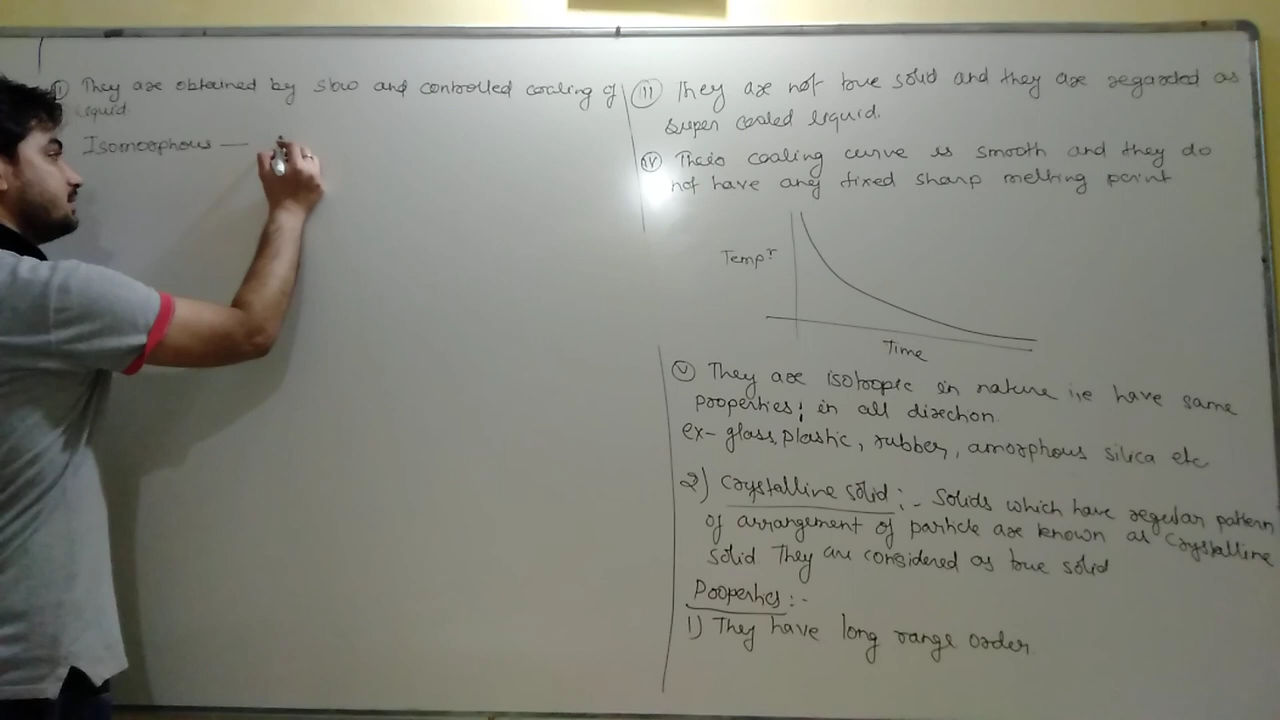 They are obtained by slow and controlled cooling of
liquid.
Isomorphous —
(III) They are not true solid and they are regarded as
super cooled liquid.
(IV) Their cooling curve is smooth and they do
not have any fixed sharp melting point
Tempr
Time
(V) They are isotropic in nature i,e have same
properties; in all direction.
ex- glass, plastic, rubber, amorphous silica etc
2) Crystalline solid :- Solids which have regular pattern
of arrangement of particle are known as Crystalline
solid They are considered as true solid
Properties :-
1) They have long range order.